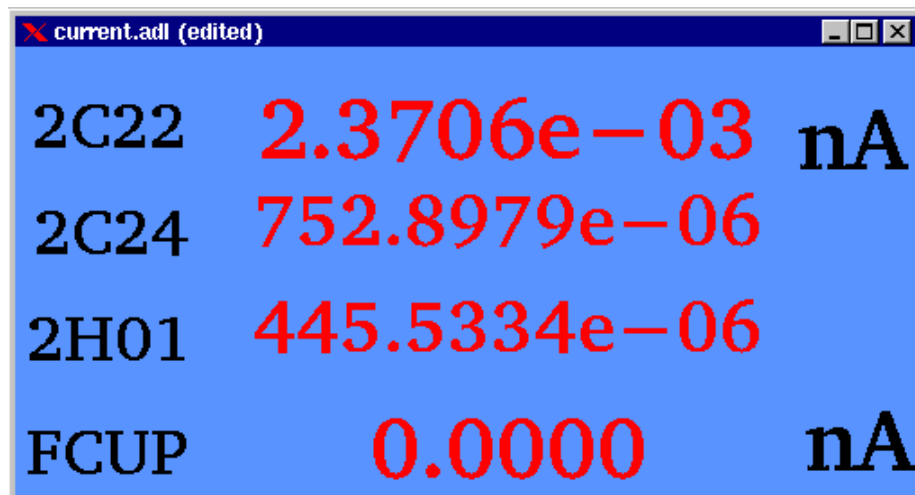 current.adl (edited)
2C22 2.3706e-03 nA
2C24 752.8979e-06
2H01 445.5334e-06
FCUP 0.0000 nA